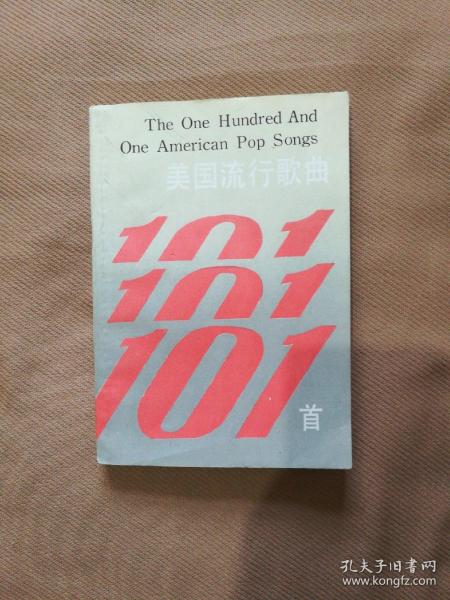 The One Hundred And
One American Pop Songs
美国流行歌曲
101
101
101
首
孔夫子旧书网
www.kongfz.com